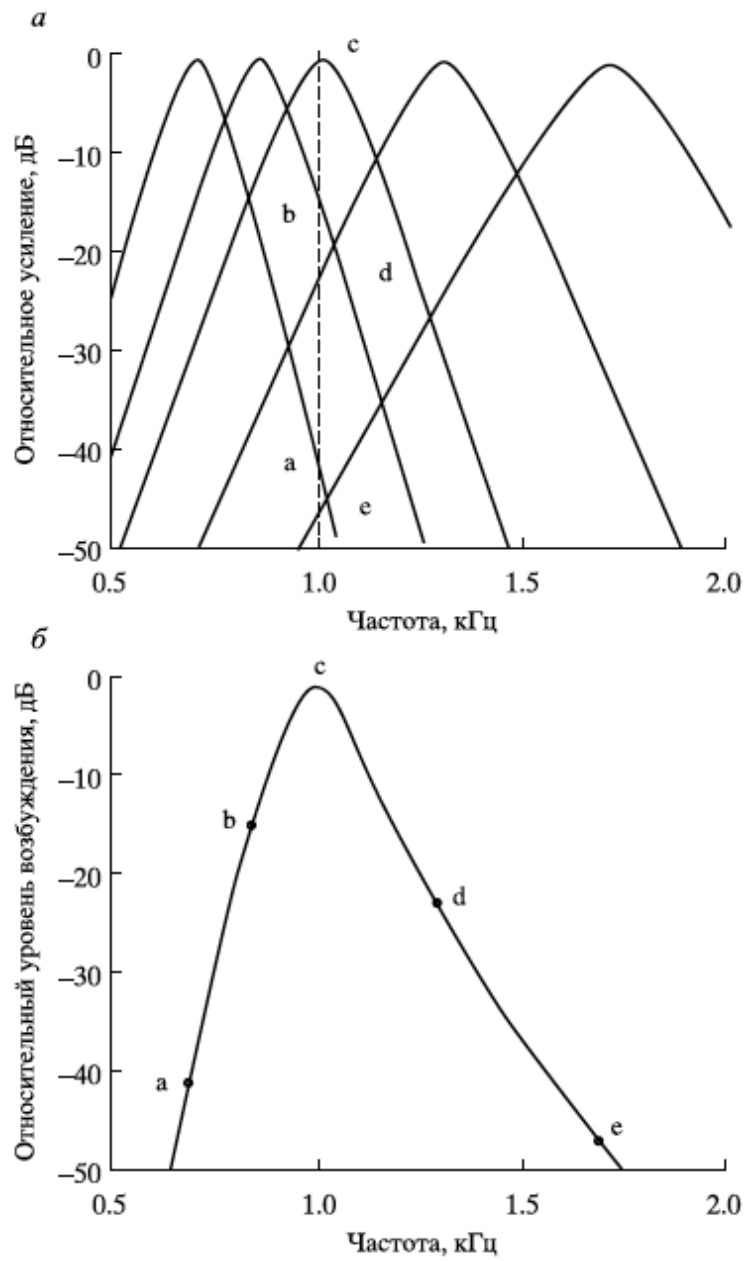 а
с
0
–10
–20
–30
–40
–50
Относительное усиление, дБ
b
d
a
e
0.5 1.0 1.5 2.0
Частота, кГц
б
с
0
–10
–20
–30
–40
–50
Относительный уровень возбуждения, дБ
b
d
a
e
0.5 1.0 1.5 2.0
Частота, кГц